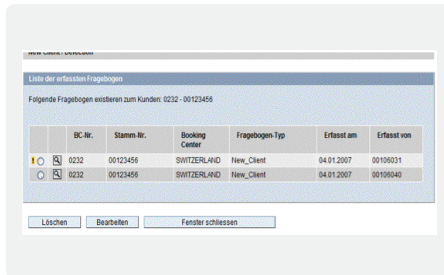 Liste der erfassten Fragebogen
Folgende Fragebogen existieren zum Kunden: 0232 - 00123456
BC-Nr. Stamm-Nr. Booking Center Fragebogen-Typ Erfasst am Erfasst von
! 0232 00123456 SWITZERLAND New_Client 04.01.2007 00106031
0232 00123456 SWITZERLAND New_Client 04.01.2007 00106040
Löschen Bearbeiten Fenster schliessen